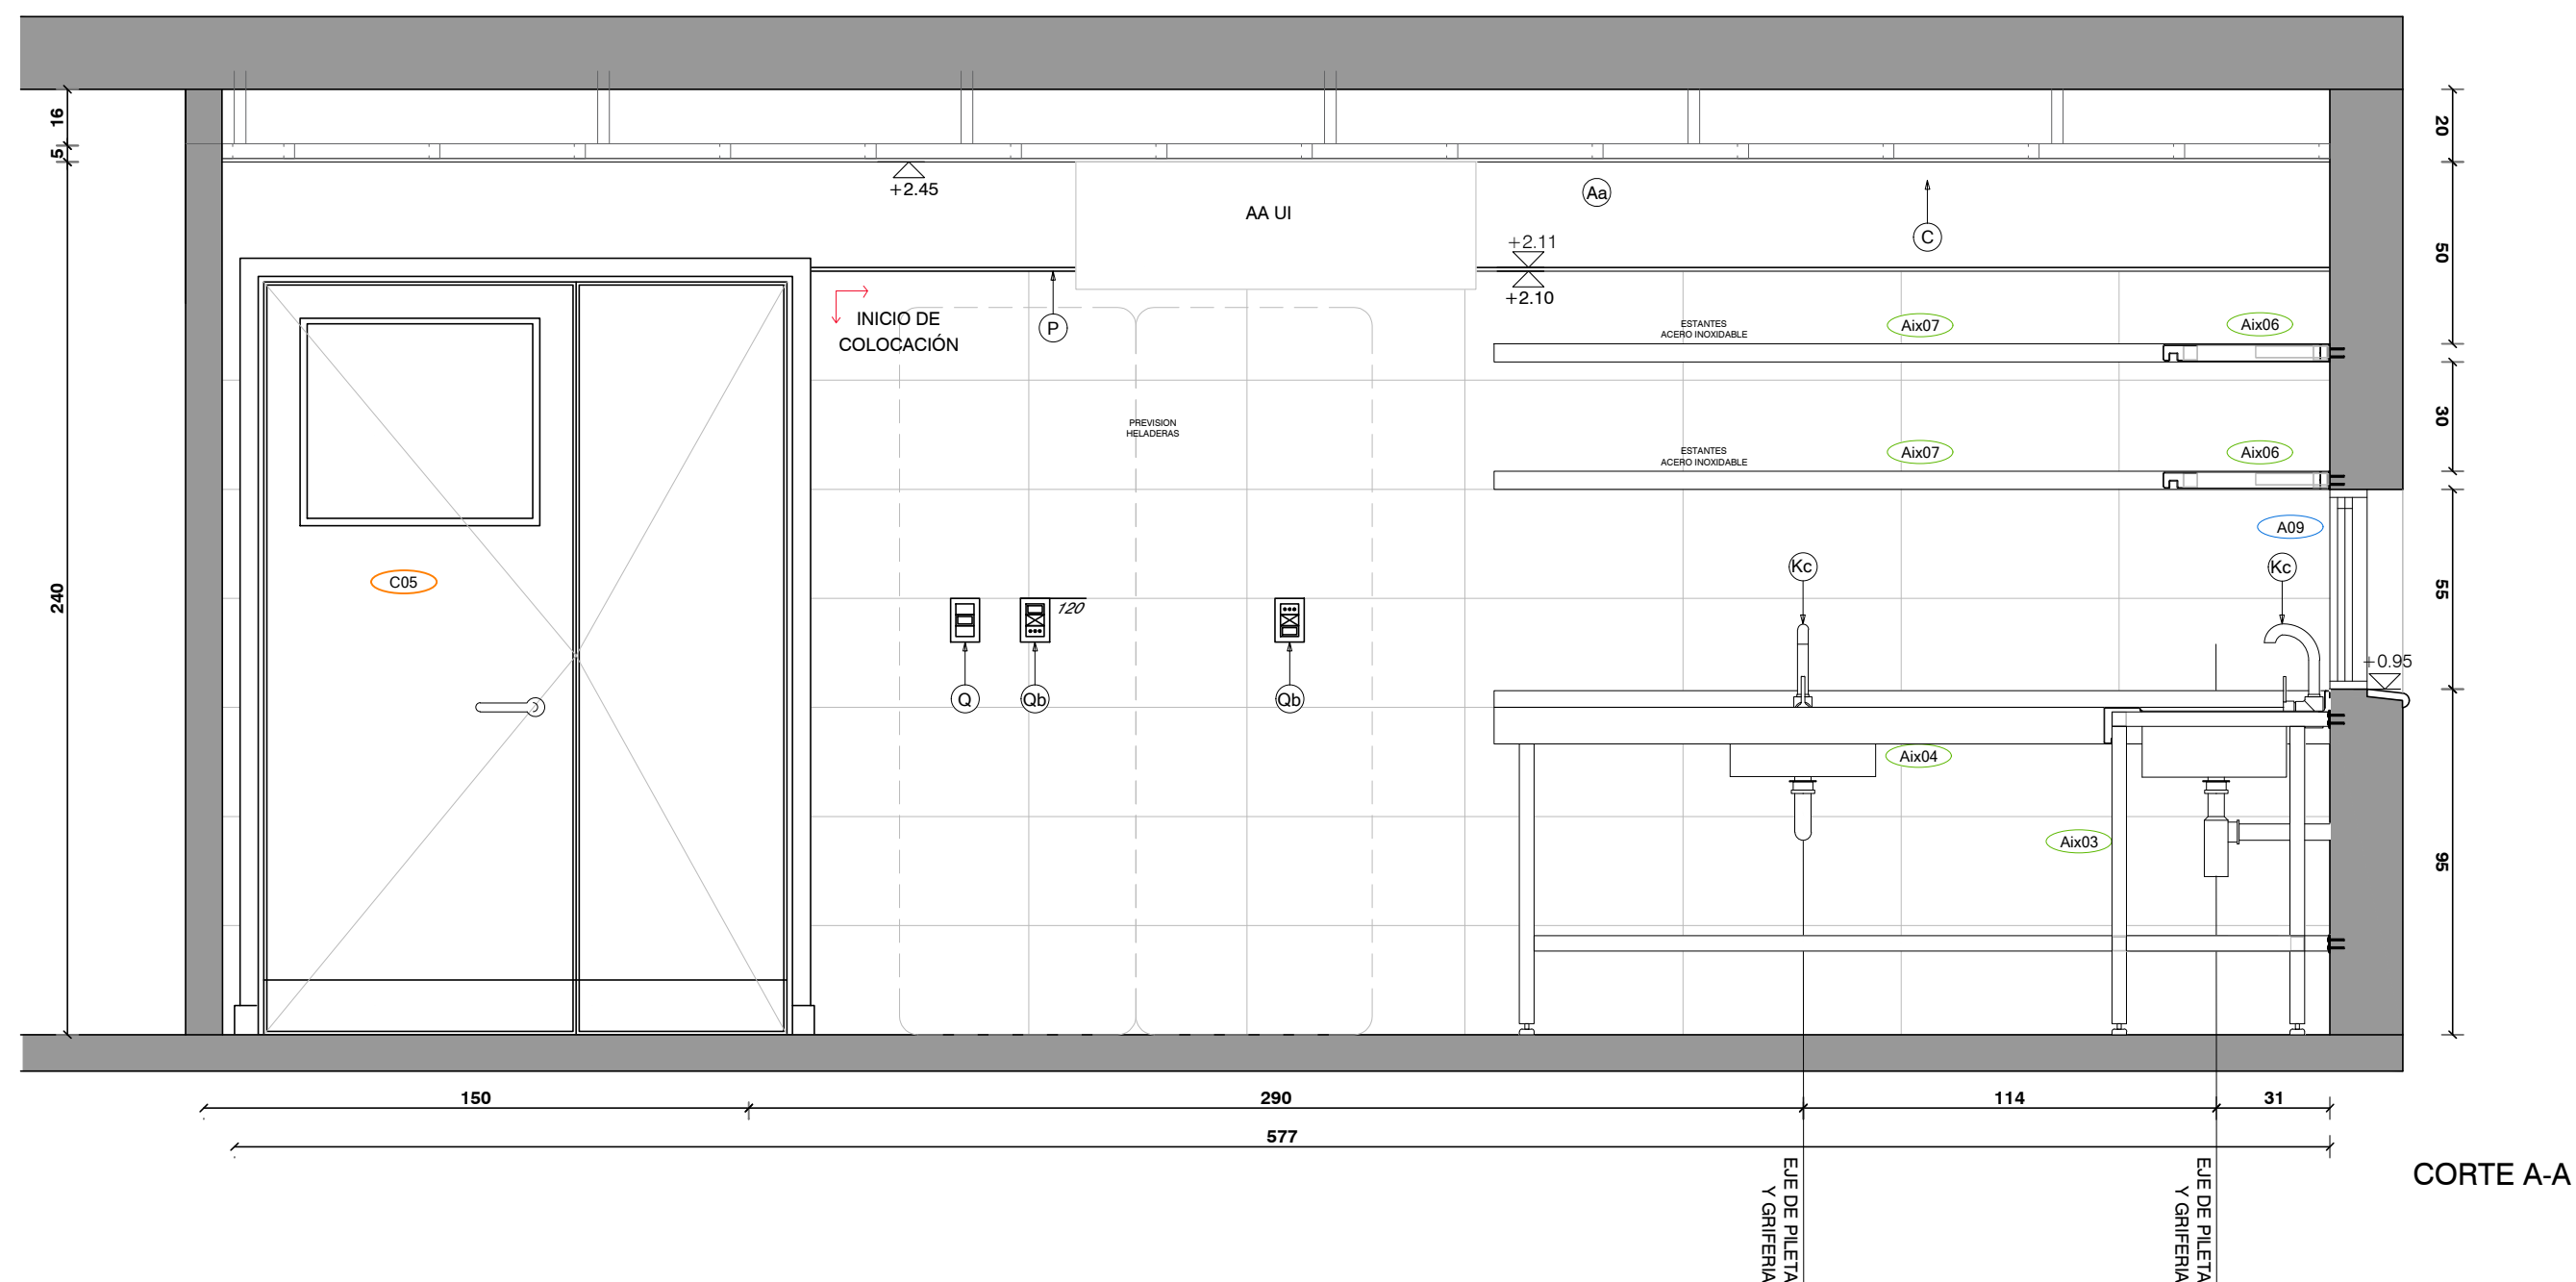 16
5
240
20
50
30
55
95
+2.45
AA UI
Aa
C
+2.11
+2.10
P
INICIO DE
COLOCACIÓN
ESTANTES
ACERO INOXIDABLE
Aix07
Aix06
PREVISION
HELADERAS
ESTANTES
ACERO INOXIDABLE
Aix07
Aix06
A09
C05
Kc
Kc
120
+0.95
Q
Qb
Qb
Aix04
Aix03
150
290
114
31
577
EJE DE PILETA
Y GRIFERIA
EJE DE PILETA
Y GRIFERIA
CORTE A-A